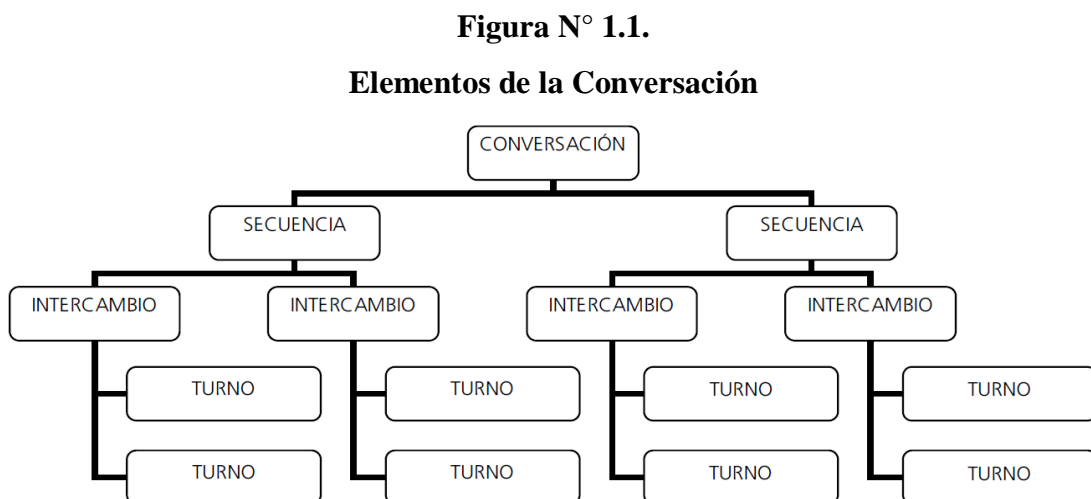 Figura N° 1.1.
Elementos de la Conversación
CONVERSACIÓN
SECUENCIA SECUENCIA
INTERCAMBIO INTERCAMBIO INTERCAMBIO INTERCAMBIO
TURNO TURNO TURNO TURNO
TURNO TURNO TURNO TURNO